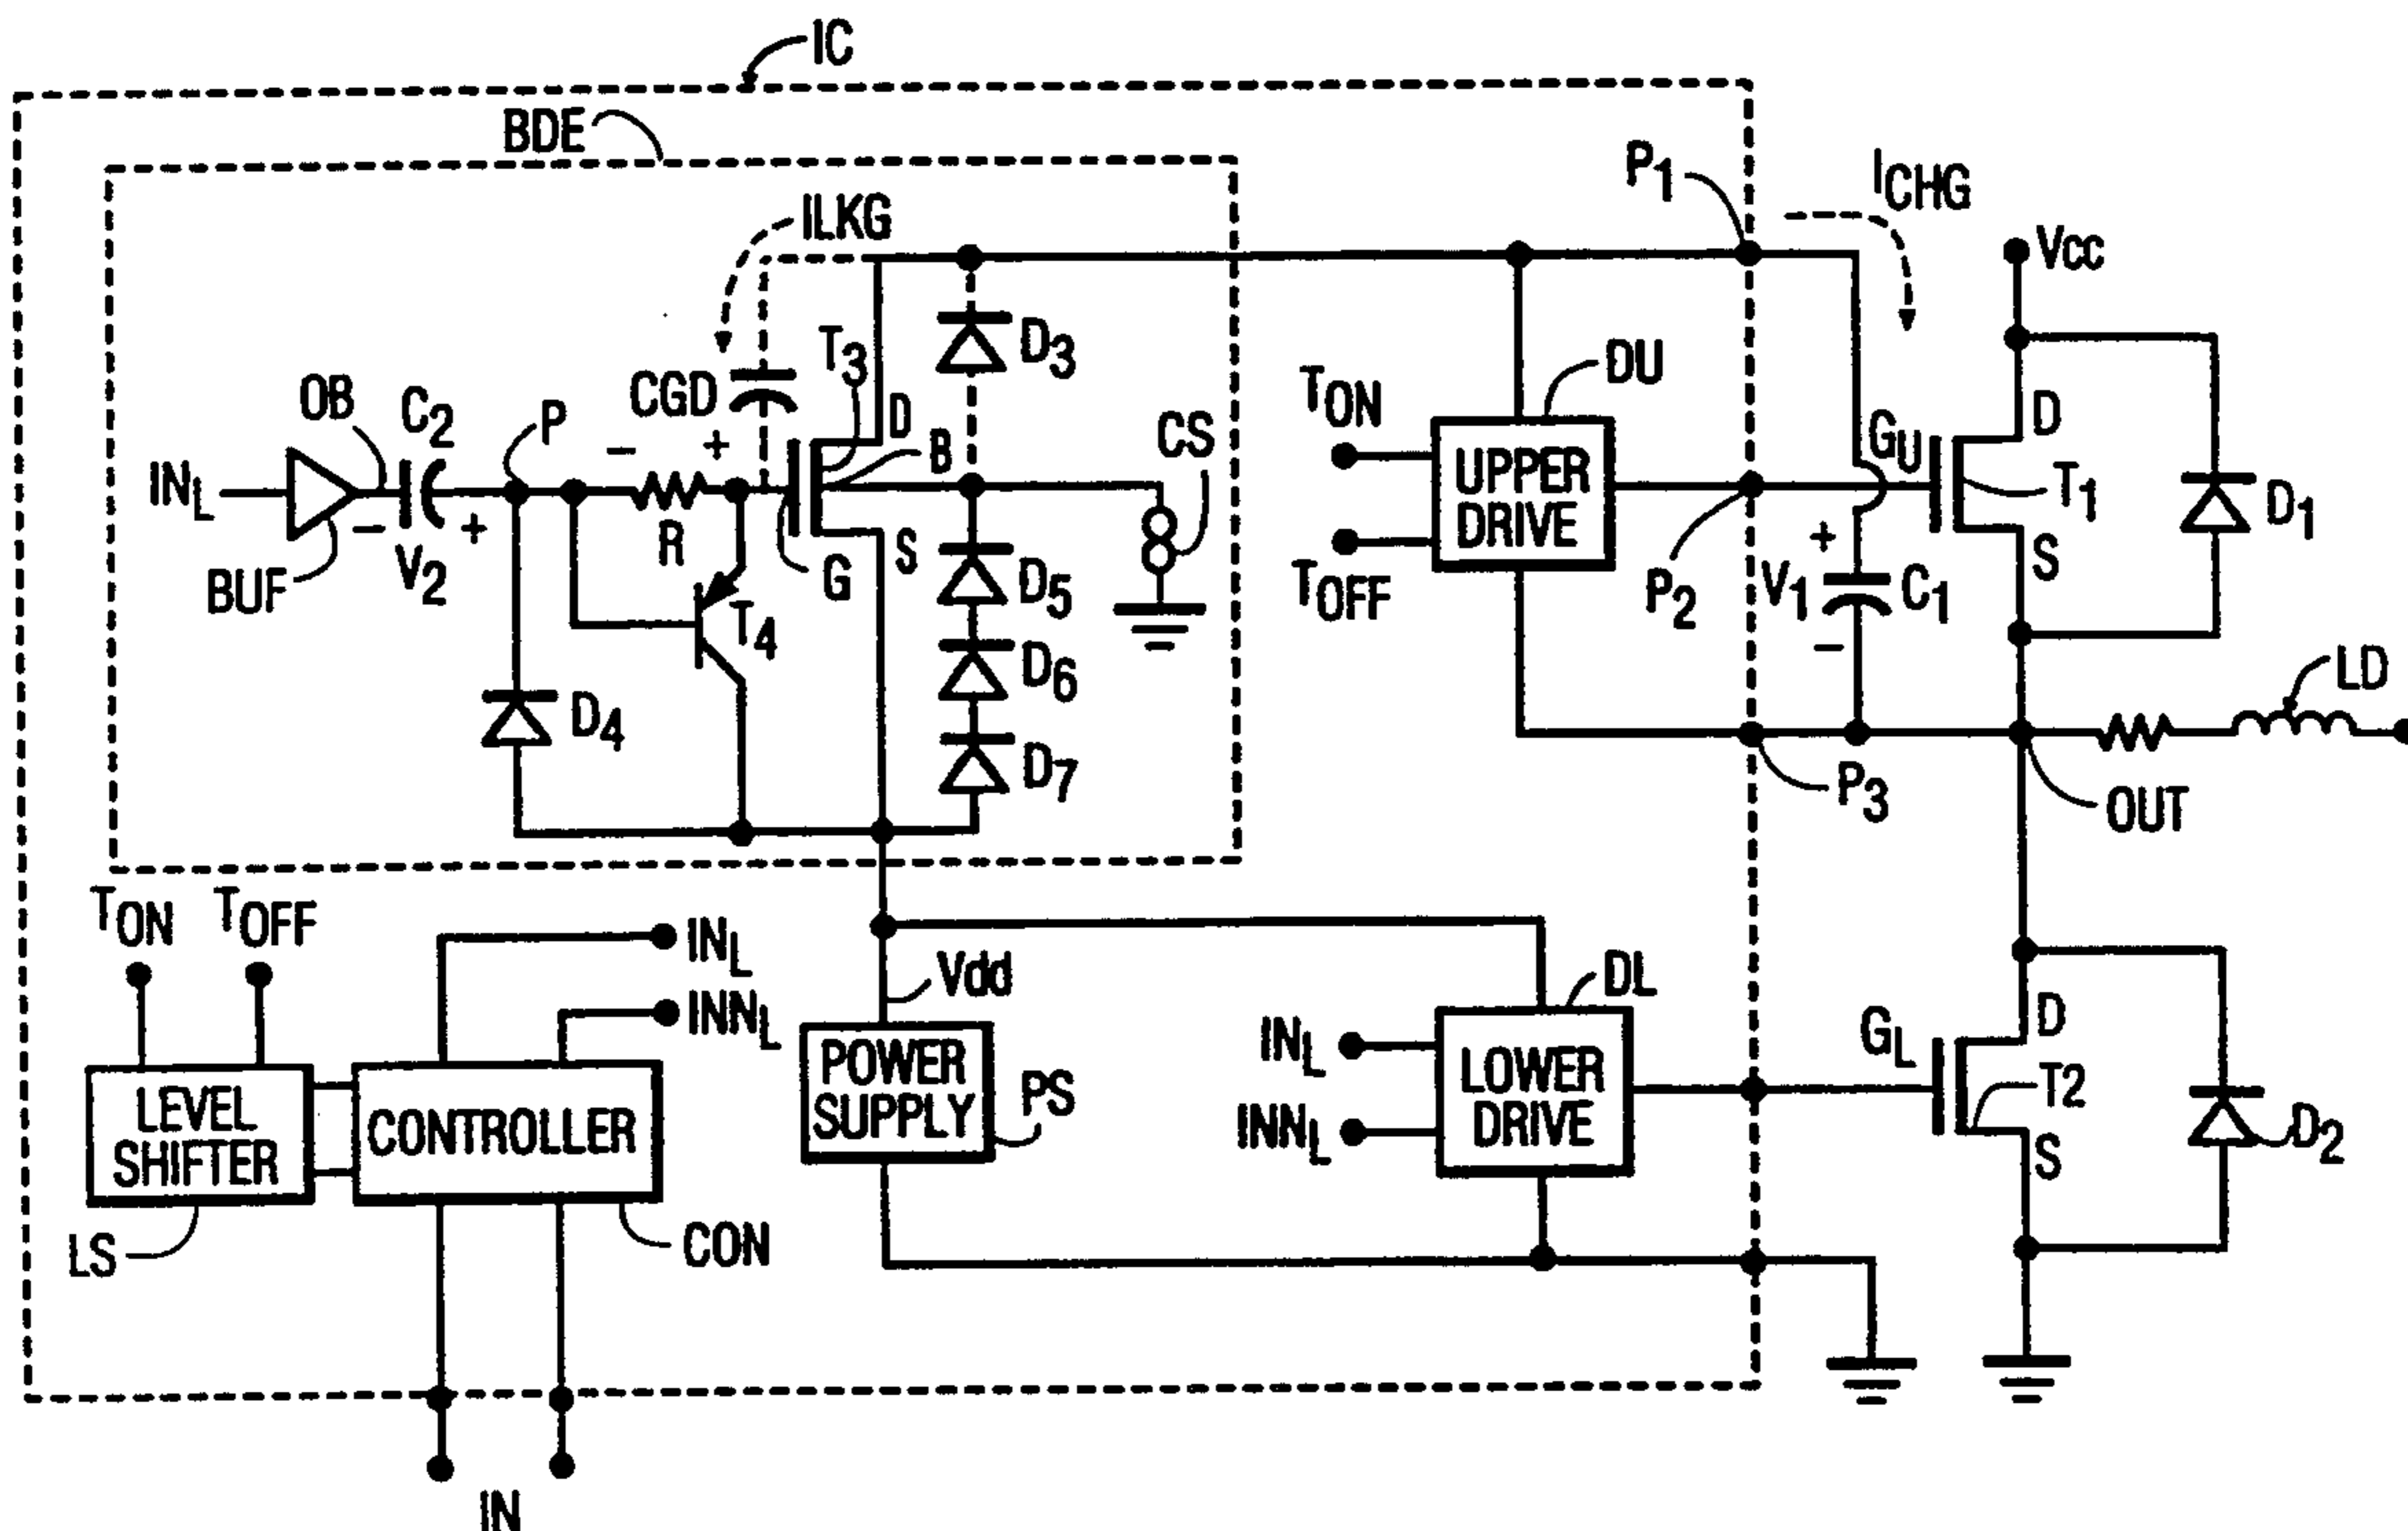 IC
BDE
ILKG
P1
ICHG
Vcc
OB
C2
P
CGD
T3
D
D3
TON
DU
GU
D
INL
BUF
-
V2
+
-
+
R
G
B
S
CS
UPPER
DRIVE
TOFF
P2
V1
+
-
C1
T1
S
D1
T4
D5
D6
D7
D4
P3
LD
OUT
TON
TOFF
INL
INNL
Vdd
DL
GL
D
LEVEL
SHIFTER
LS
CONTROLLER
CON
POWER
SUPPLY
PS
INL
INNL
LOWER
DRIVE
T2
S
D2
IN